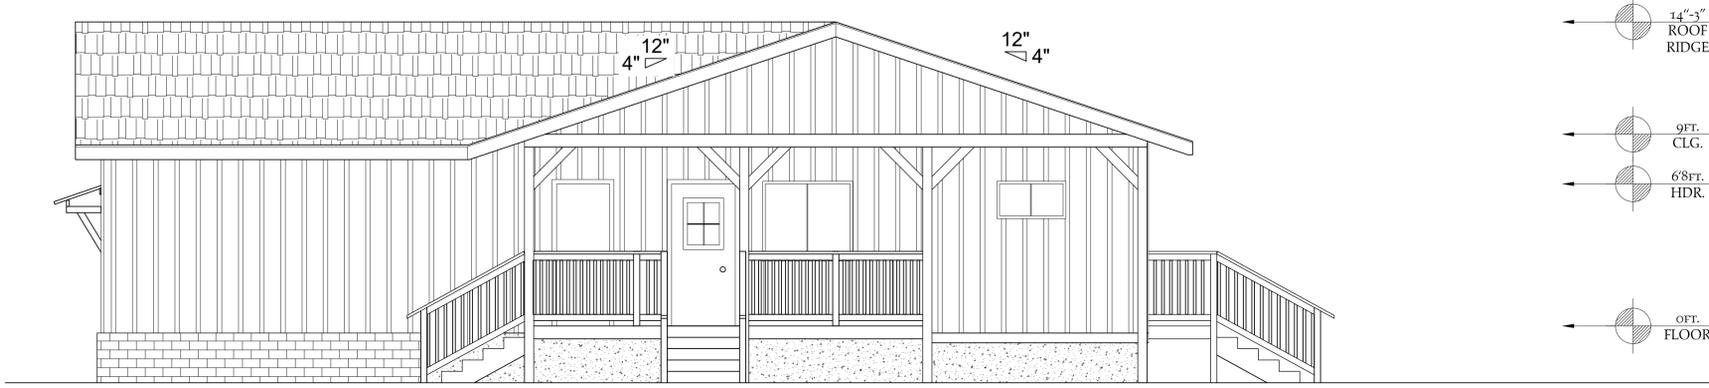 12"
4"
12"
4"
14"-3"
ROOF
RIDGE
9FT.
CLG.
6'8FT.
HDR.
0FT.
FLOOR